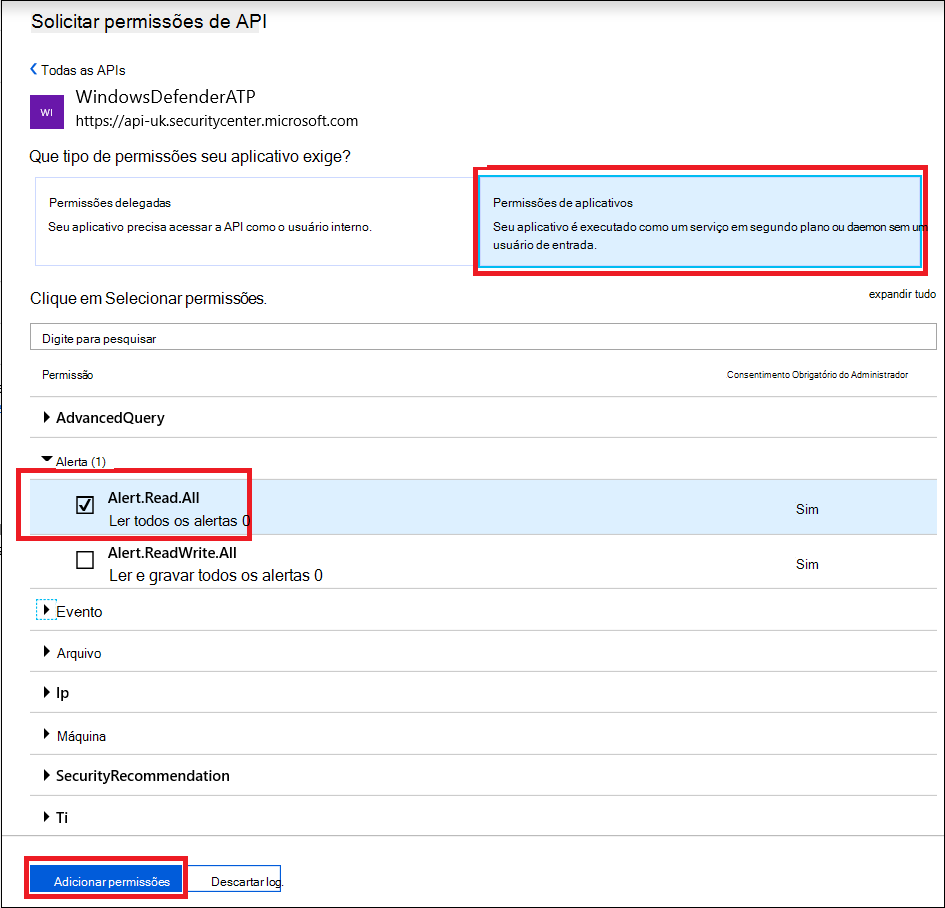 Solicitar permissões de API
Todas as APIs
WI
WindowsDefenderATP
https://api-uk.securitycenter.microsoft.com
Que tipo de permissões seu aplicativo exige?
Permissões delegadas
Seu aplicativo precisa acessar a API como o usuário interno.
Permissões de aplicativos
Seu aplicativo é executado como um serviço em segundo plano ou daemon sem um
usuário de entrada.
Clique em Selecionar permissões.
expandir tudo
Digite para pesquisar
Permissão
Consentimento Obrigatório do Administrador
AdvancedQuery
Alerta (1)
Alert.Read.All
Ler todos os alertas 0
Sim
Alert.ReadWrite.All
Ler e gravar todos os alertas 0
Sim
Evento
Arquivo
Ip
Máquina
SecurityRecommendation
Ti
Adicionar permissões
Descartar log.